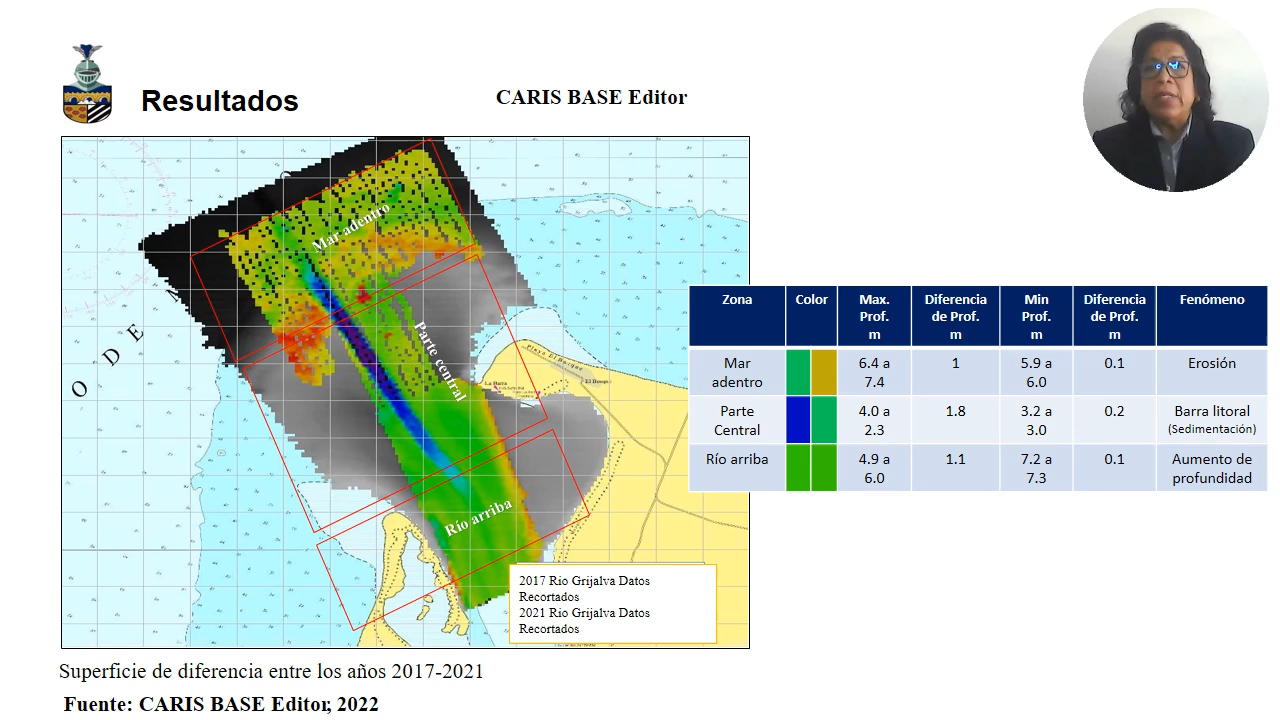 Resultados
CARIS BASE Editor
Mar adentro
Parte central
Río arriba
O DE
Playa El Bosque
El Bosque
La Barra
2017 Rio Grijalva Datos
Recortados
2021 Rio Grijalva Datos
Recortados
Zona Color Max. Prof. m Diferencia de Prof. m Min Prof. m Diferencia de Prof. m Fenómeno
Mar adentro 6.4 a 7.4 1 5.9 a 6.0 0.1 Erosión
Parte Central 4.0 a 2.3 1.8 3.2 a 3.0 0.2 Barra litoral (Sedimentación)
Río arriba 4.9 a 6.0 1.1 7.2 a 7.3 0.1 Aumento de profundidad
Superficie de diferencia entre los años 2017-2021
Fuente: CARIS BASE Editor, 2022